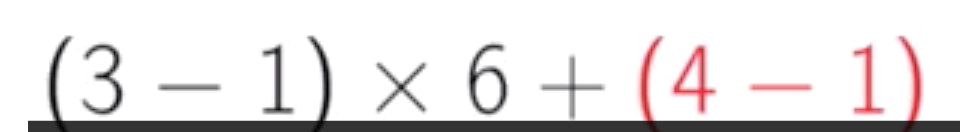 (3 − 1) × 6 + (4 − 1)